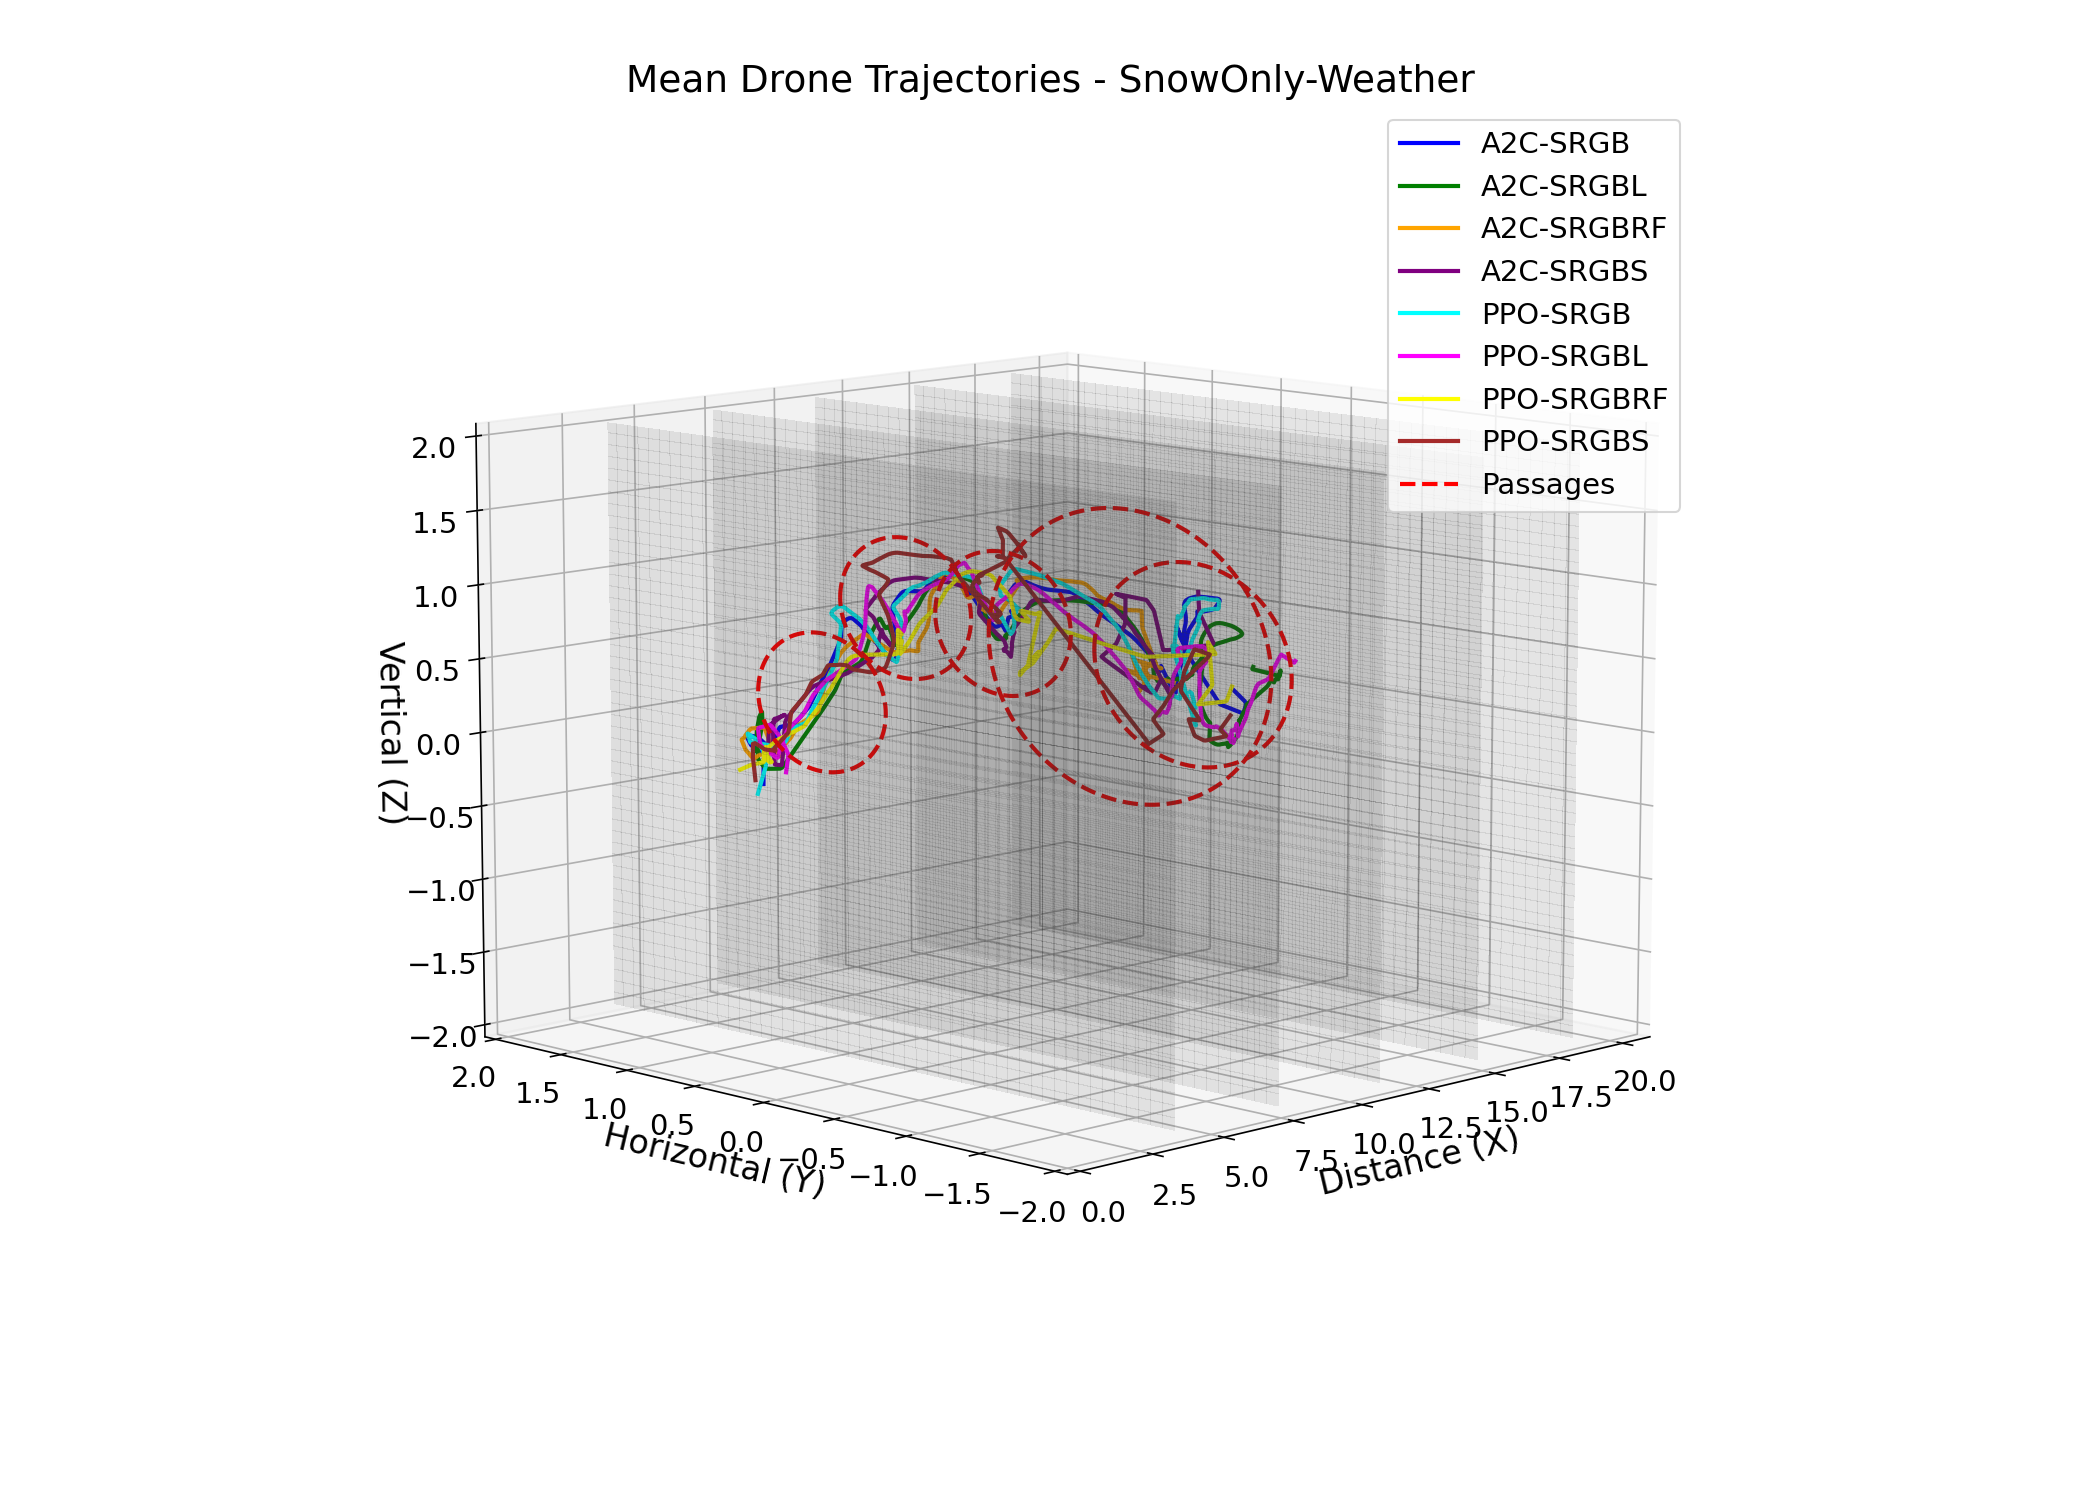 Mean Drone Trajectories - SnowOnly-Weather
A2C-SRGB
A2C-SRGBL
A2C-SRGBRF
A2C-SRGBS
PPO-SRGB
PPO-SRGBL
PPO-SRGBRF
PPO-SRGBS
Passages
Vertical (Z)
2.0
1.5
1.0
0.5
0.0
−0.5
−1.0
−1.5
−2.0
Horizontal (Y)
2.0
1.5
1.0
0.5
0.0
−0.5
−1.0
−1.5
−2.0
Distance (X)
0.0
2.5
5.0
7.5
10.0
12.5
15.0
17.5
20.0